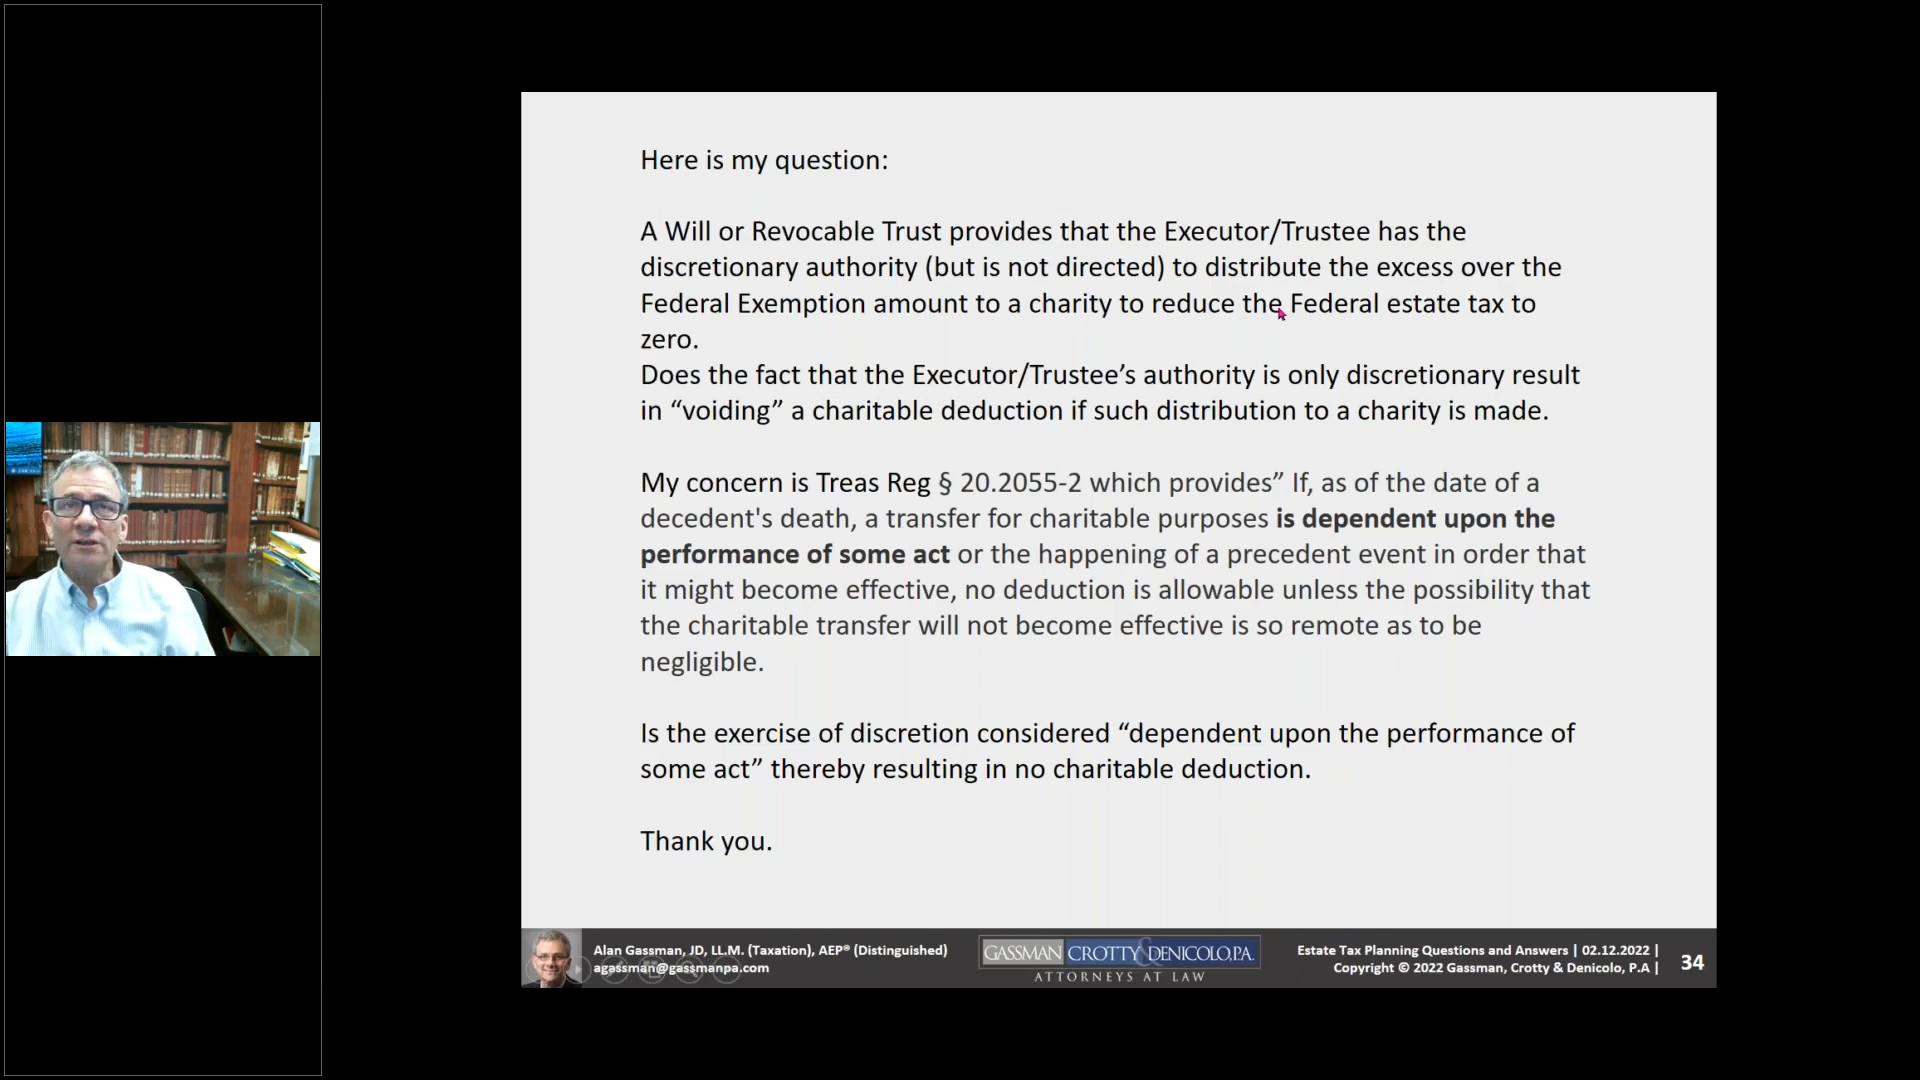 Here is my question:
A Will or Revocable Trust provides that the Executor/Trustee has the
discretionary authority (but is not directed) to distribute the excess over the
Federal Exemption amount to a charity to reduce the Federal estate tax to
zero.
Does the fact that the Executor/Trustee’s authority is only discretionary result
in “voiding” a charitable deduction if such distribution to a charity is made.
My concern is Treas Reg § 20.2055-2 which provides” If, as of the date of a
decedent's death, a transfer for charitable purposes is dependent upon the
performance of some act or the happening of a precedent event in order that
it might become effective, no deduction is allowable unless the possibility that
the charitable transfer will not become effective is so remote as to be
negligible.
Is the exercise of discretion considered “dependent upon the performance of
some act” thereby resulting in no charitable deduction.
Thank you.
Alan Gassman, JD, LL.M. (Taxation), AEP® (Distinguished)
agassman@gassmanpa.com
GASSMAN CROTTY & DENICOLO, P.A.
ATTORNEYS AT LAW
Estate Tax Planning Questions and Answers | 02.12.2022 |
Copyright © 2022 Gassman, Crotty & Denicolo, P.A |
34